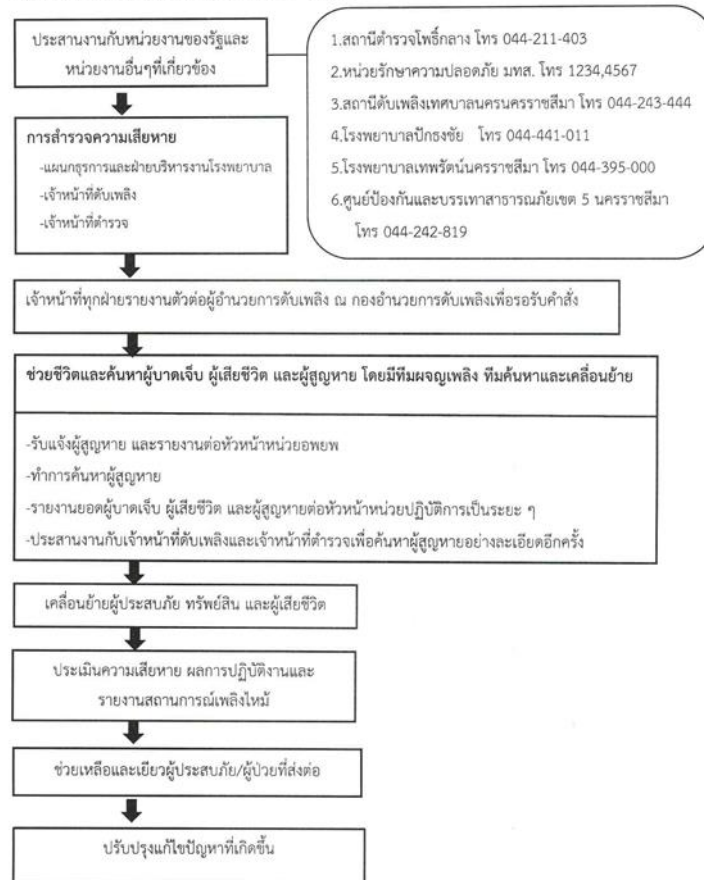 ประสานงานกับหน่วยงานของรัฐและ
หน่วยงานอื่นๆที่เกี่ยวข้อง
1.สถานีตำรวจโพธิ์กลาง โทร 044-211-403
2.หน่วยรักษาความปลอดภัย มทส. โทร 1234,4567
3.สถานีดับเพลิงเทศบาลนครนครราชสีมา โทร 044-243-444
4.โรงพยาบาลปักธงชัย โทร 044-441-011
5.โรงพยาบาลเทพรัตน์นครราชสีมา โทร 044-395-000
6.ศูนย์ป้องกันและบรรเทาสาธารณภัยเขต 5 นครราชสีมา
โทร 044-242-819
การสำรวจความเสียหาย
-แผนกธุรการและฝ่ายบริหารงานโรงพยาบาล
-เจ้าหน้าที่ดับเพลิง
-เจ้าหน้าที่ตำรวจ
เจ้าหน้าที่ทุกฝ่ายรายงานตัวต่อผู้อำนวยการดับเพลิง ณ กองอำนวยการดับเพลิงเพื่อรอรับคำสั่ง
ช่วยชีวิตและค้นหาผู้บาดเจ็บ ผู้เสียชีวิต และผู้สูญหาย โดยมีทีมผจญเพลิง ทีมค้นหาและเคลื่อนย้าย
-รับแจ้งผู้สูญหาย และรายงานต่อหัวหน้าหน่วยอพยพ
-ทำการค้นหาผู้สูญหาย
-รายงานยอดผู้บาดเจ็บ ผู้เสียชีวิต และผู้สูญหายต่อหัวหน้าหน่วยปฏิบัติการเป็นระยะ ๆ
-ประสานงานกับเจ้าหน้าที่ดับเพลิงและเจ้าหน้าที่ตำรวจเพื่อค้นหาผู้สูญหายอย่างละเอียดอีกครั้ง
เคลื่อนย้ายผู้ประสบภัย ทรัพย์สิน และผู้เสียชีวิต
ประเมินความเสียหาย ผลการปฏิบัติงานและ
รายงานสถานการณ์เพลิงไหม้
ช่วยเหลือและเยียวผู้ประสบภัย/ผู้ป่วยที่ส่งต่อ
ปรับปรุงแก้ไขปัญหาที่เกิดขึ้น